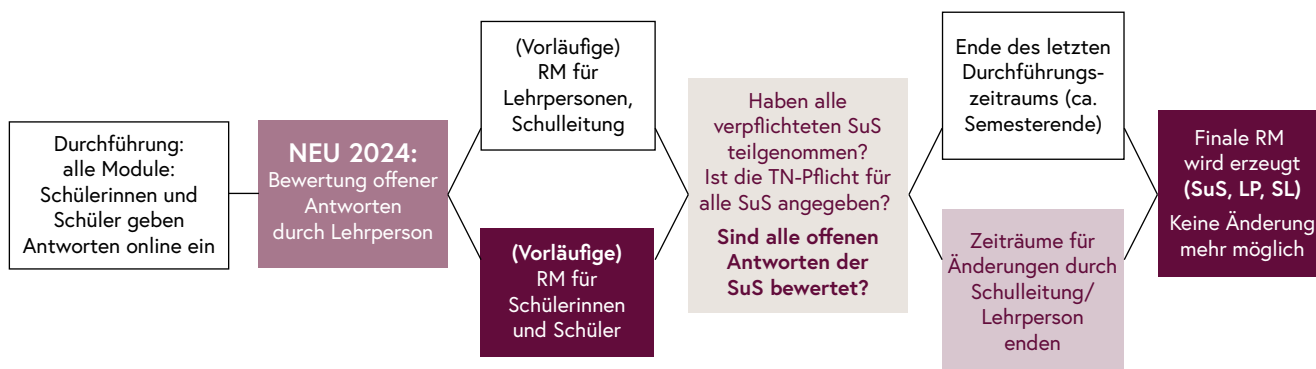 Durchführung:
alle Module:
Schülerinnen und
Schüler geben
Antworten online ein
NEU 2024:
Bewertung offener
Antworten
durch Lehrperson
(Vorläufige)
RM für
Lehrpersonen,
Schulleitung
(Vorläufige)
RM für
Schülerinnen
und Schüler
Haben alle
verpflichteten SuS
teilgenommen?
Ist die TN-Pflicht für
alle SuS angegeben?
Sind alle offenen
Antworten der
SuS bewertet?
Ende des letzten
Durchführungs-
zeitraums (ca.
Semesterende)
Zeiträume für
Änderungen durch
Schulleitung/
Lehrperson
enden
Finale RM
wird erzeugt
(SuS, LP, SL)
Keine Änderung
mehr möglich